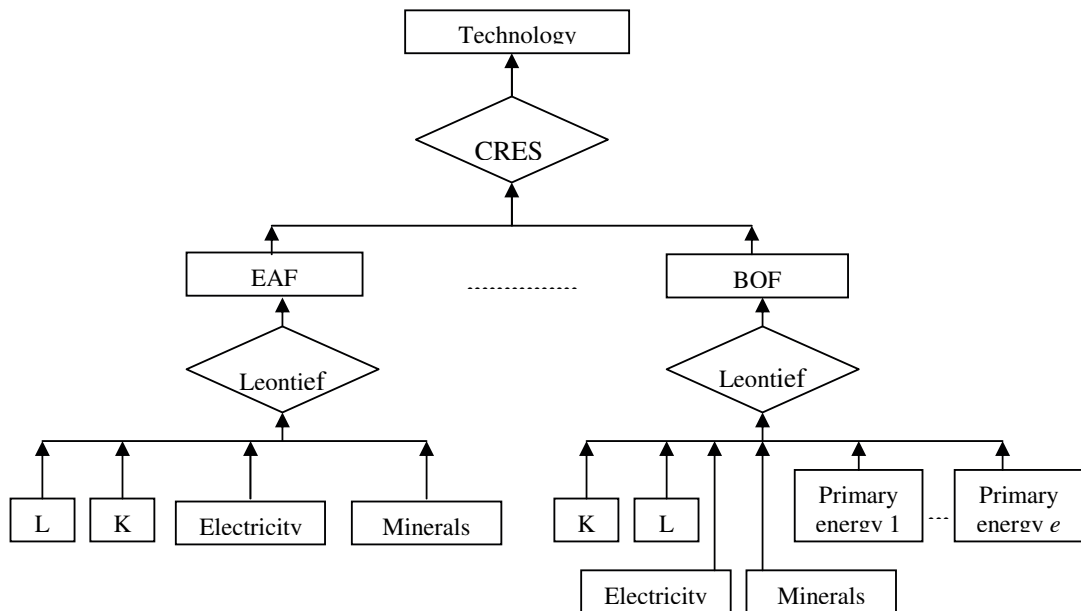 Technology
CRES
EAF
BOF
Leontief
Leontief
L
K
Electricity
Minerals
K
L
Primary
energy 1
Primary
energy e
Electricity
Minerals